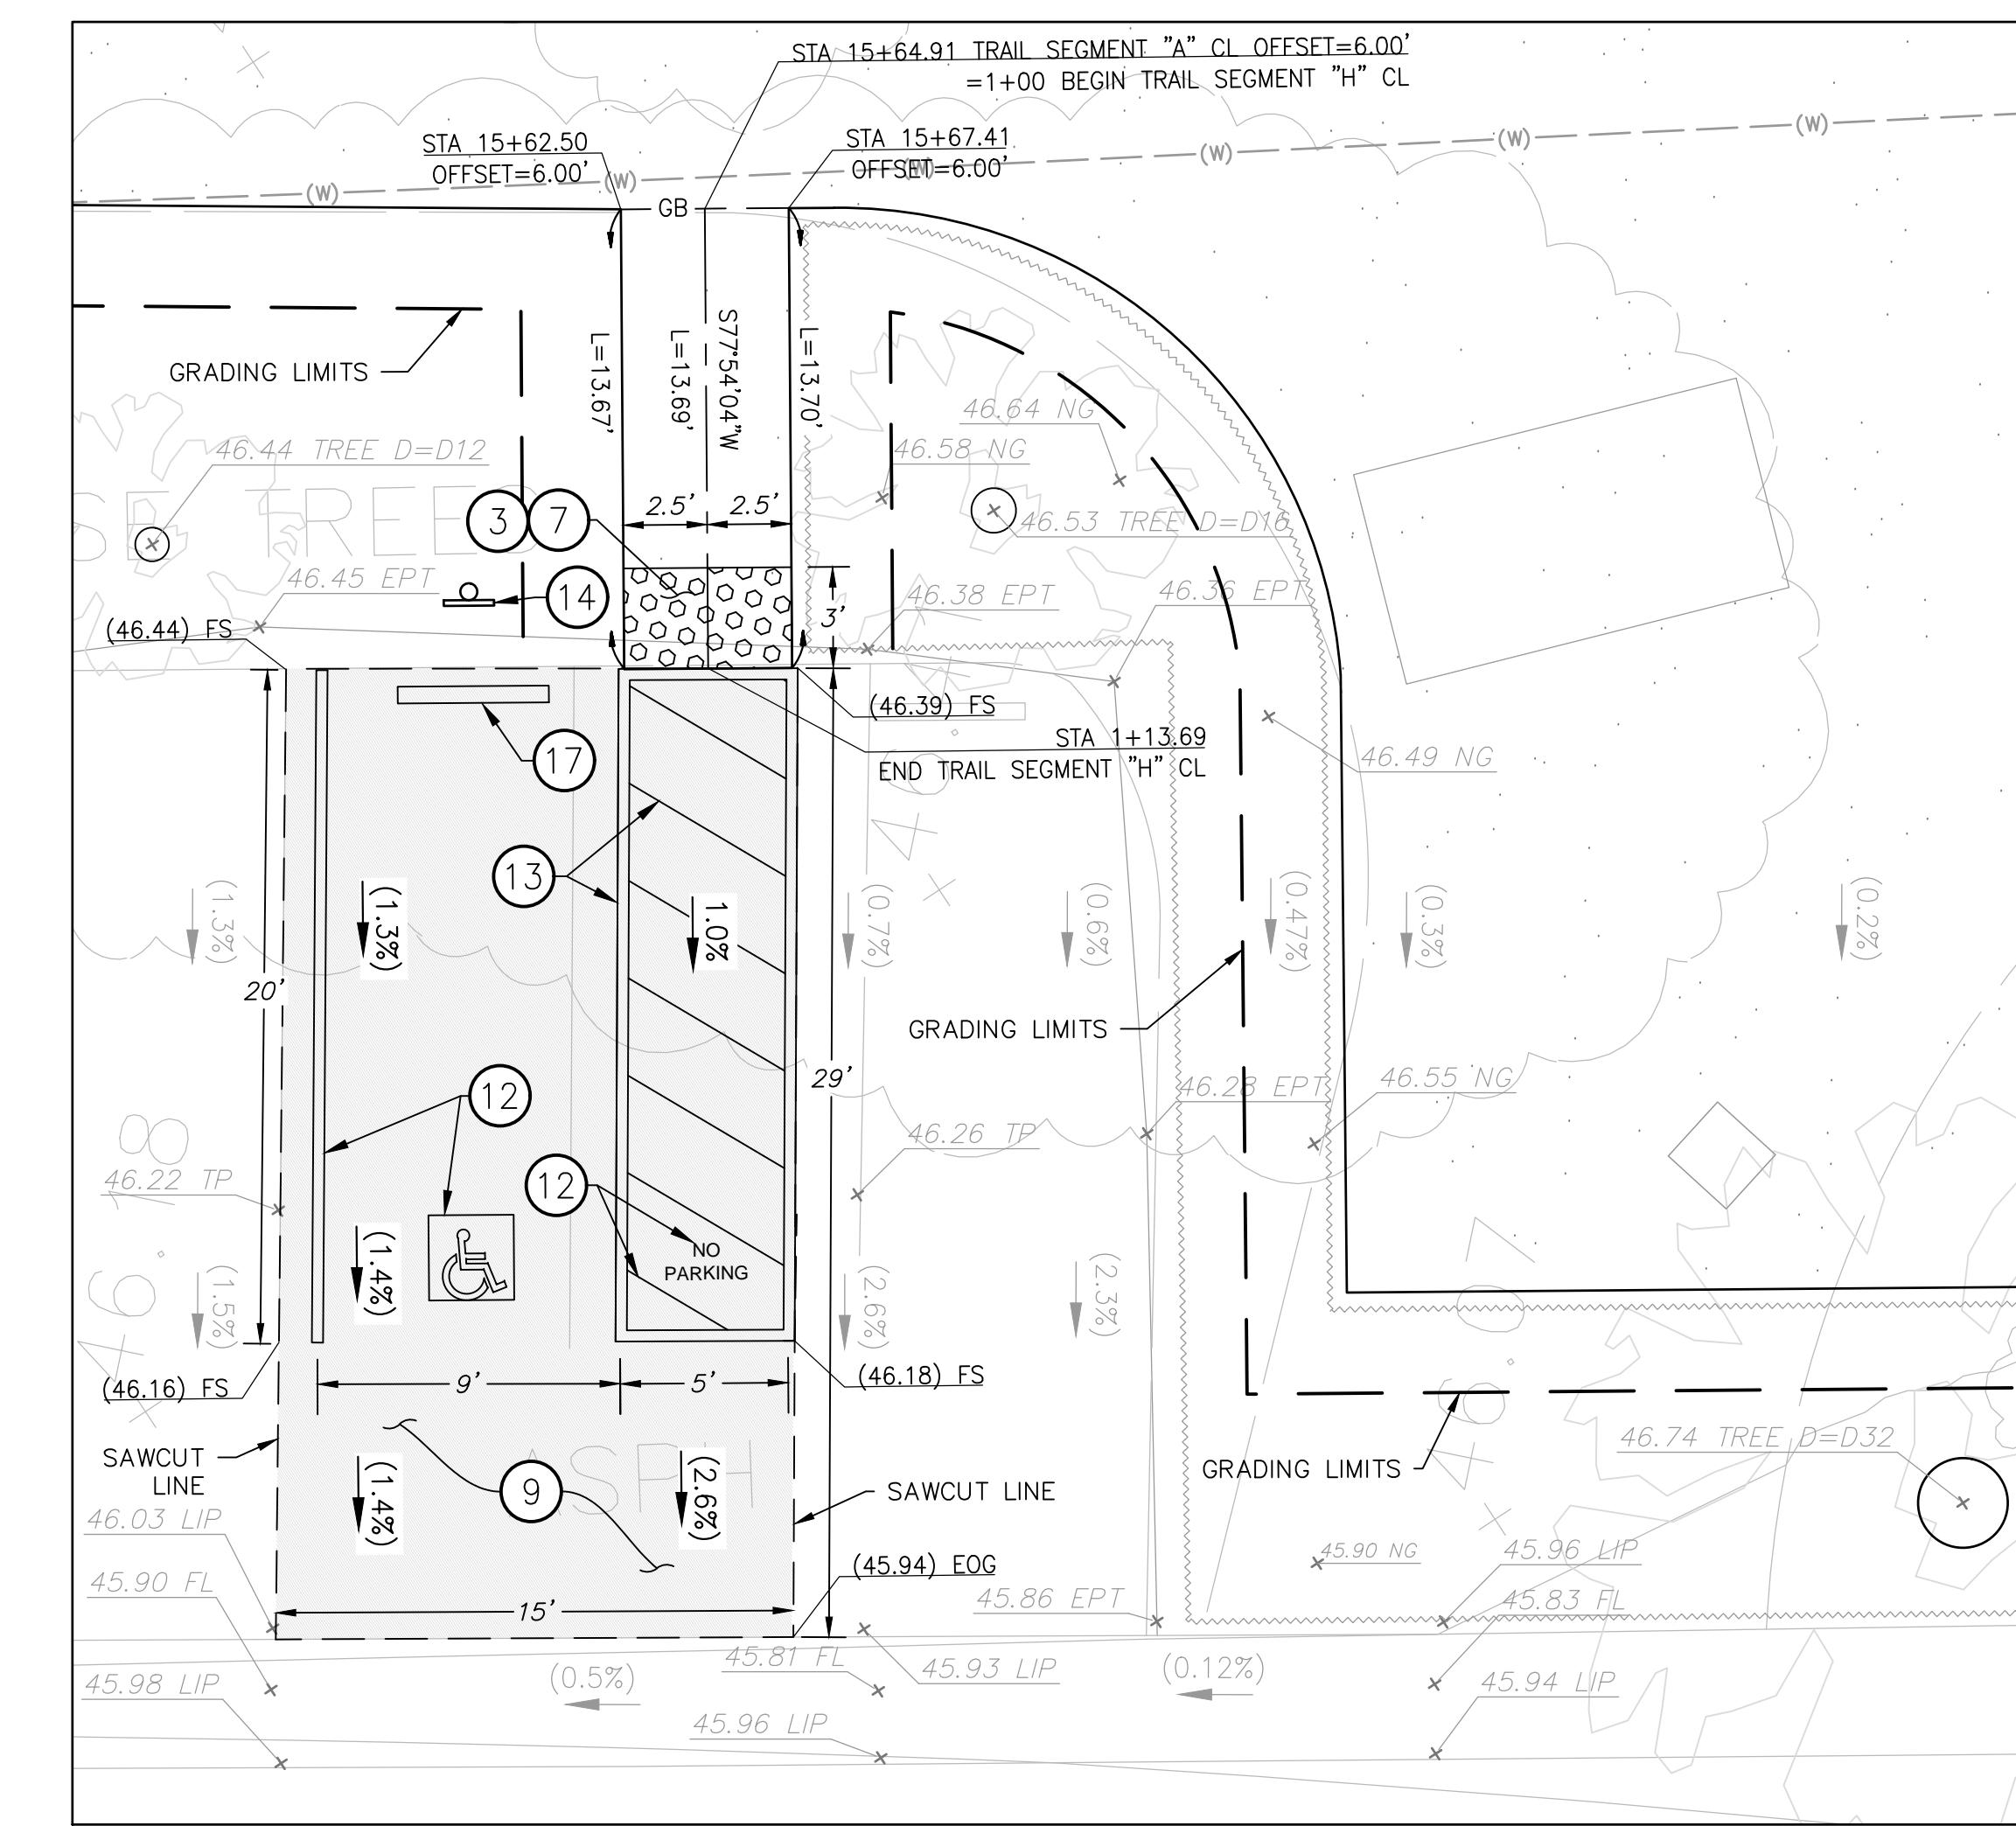 STA 15+64.91 TRAIL SEGMENT "A" CL OFFSET=6.00'
=1+00 BEGIN TRAIL SEGMENT "H" CL
STA 15+62.50
OFFSET=6.00'
STA 15+67.41
OFFSET=6.00'
(W)
(W)
(W)
(W)
(W)
(W)
GB
GRADING LIMITS
L=13.67'
L=13.69'
S77°54'04"W
L=13.70'
46.64 NG
46.58 NG
46.44 TREE D=D12
TREE
2.5'
2.5'
3
7
46.53 TREE D=D16
46.45 EPT
14
3'
46.38 EPT
46.36 EPT
(46.44) FS
(46.39) FS
STA 1+13.69
END TRAIL SEGMENT "H" CL
17
46.49 NG
13
(1.3%)
(1.3%)
1.0%
(0.7%)
(0.6%)
(0.47%)
(0.3%)
(0.2%)
20'
GRADING LIMITS
29'
12
46.28 EPT
46.55 NG
46.26 TP
46.22 TP
12
46.8
46.4
46.4
NO
PARKING
(1.5%)
(1.4%)
(2.6%)
(2.3%)
(46.16) FS
9'
5'
(46.18) FS
SAWCUT
LINE
ASPH
(1.4%)
9
(2.6%)
SAWCUT LINE
GRADING LIMITS
46.74 TREE D=D32
46.03 LIP
45.90 FL
(45.94) EOG
45.90 NG
45.96 LIP
45.83 FL
15'
45.86 EPT
45.98 LIP
(0.5%)
45.81 FL
45.93 LIP
(0.12%)
45.94 LIP
45.96 LIP